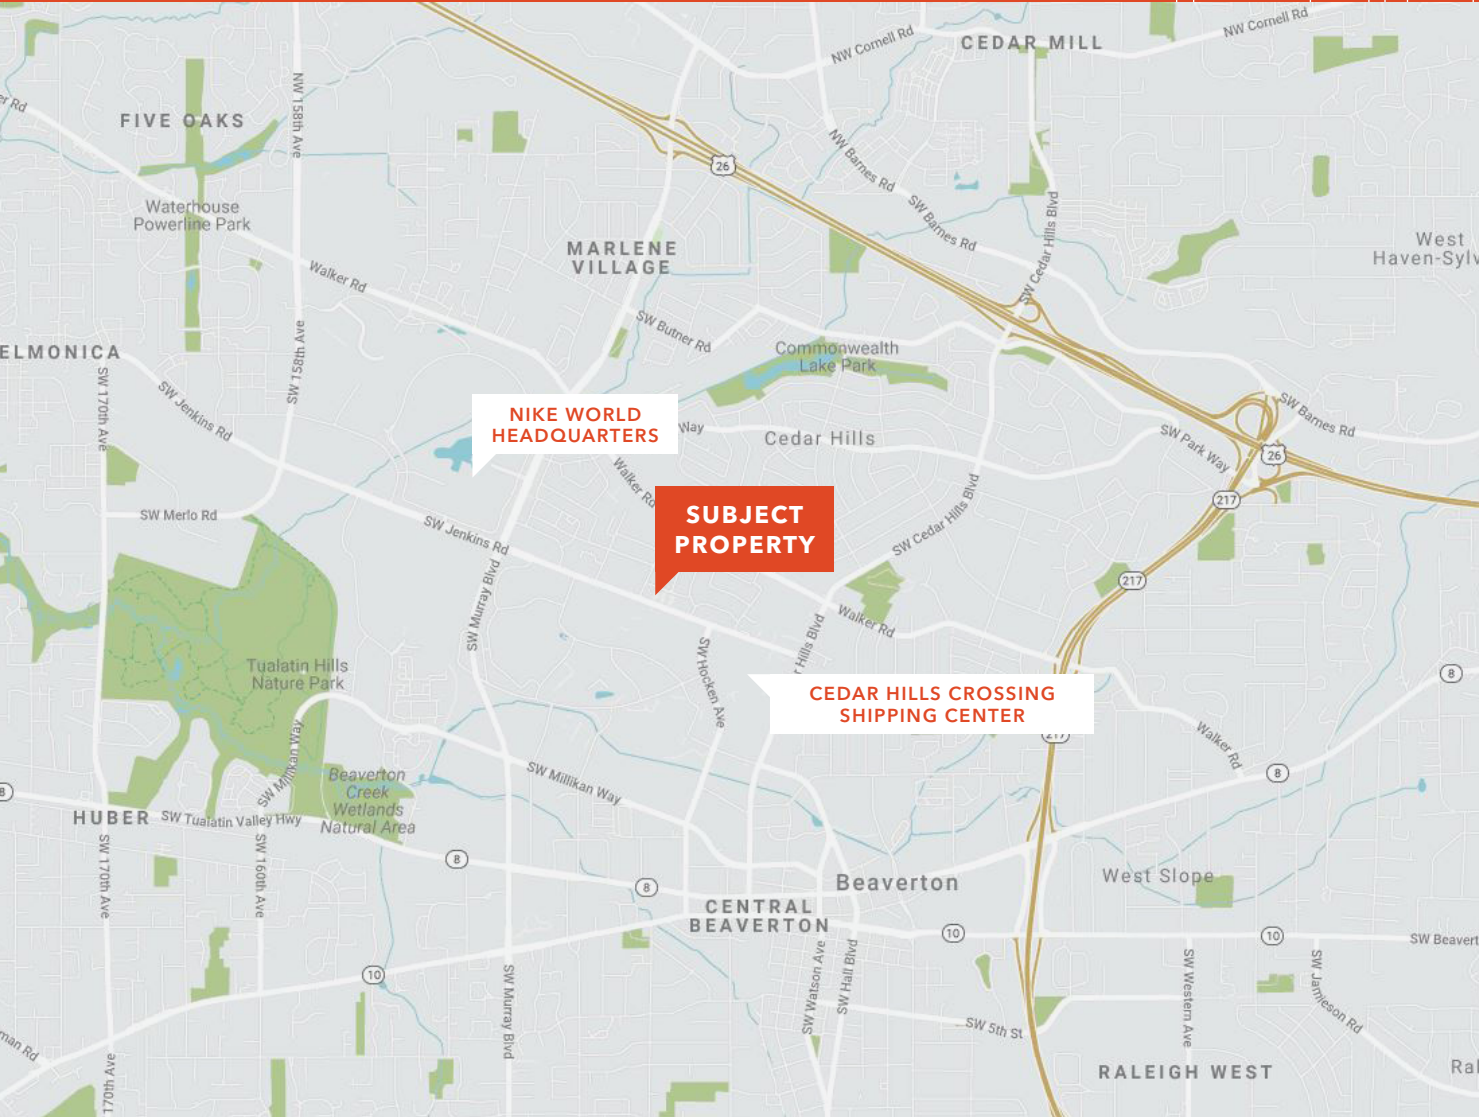 NW Cornell Rd
CEDAR MILL
NW Cornell Rd
NW 158th Ave
FIVE OAKS
26
NW Barnes Rd
Waterhouse
Powerline Park
SW Barnes Rd
SW Cedar Hills Blvd
West
Haven-Sylv
MARLENE
VILLAGE
Walker Rd
SW Butner Rd
SW 158th Ave
ELMONICA
Commonwealth
Lake Park
SW 170th Ave
SW Jenkins Rd
NIKE WORLD
HEADQUARTERS
Way
Cedar Hills
SW Park Way
SW Barnes Rd
26
217
Walker Rd
SW Merlo Rd
SW Jenkins Rd
SUBJECT
PROPERTY
SW Cedar Hills Blvd
217
SW Murray Blvd
Walker Rd
r Hills Blvd
SW Hocken Ave
Tualatin Hills
Nature Park
8
CEDAR HILLS CROSSING
SHIPPING CENTER
217
Walker Rd
SW Millikan Way
SW Millikan Way
Beaverton
Creek
Wetlands
Natural Area
8
8
HUBER
SW Tualatin Valley Hwy
SW 170th Ave
SW 160th Ave
8
8
Beaverton
West Slope
CENTRAL
BEAVERTON
10
10
SW Beavert
10
SW Murray Blvd
SW Watson Ave
SW Hall Blvd
SW Western Ave
SW Jamieson Rd
SW 5th St
man Rd
170th Ave
RALEIGH WEST
Ral